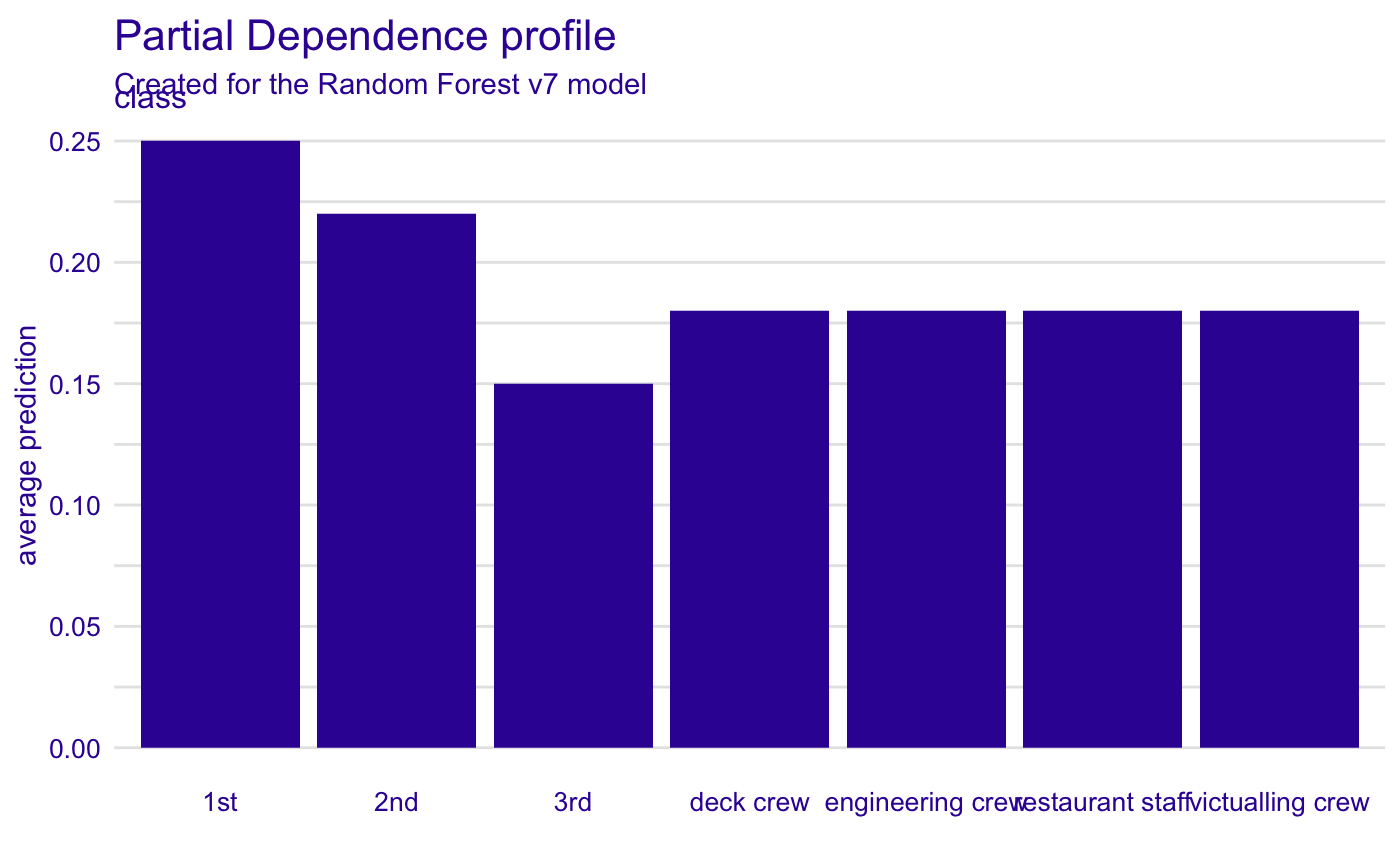 Partial Dependence profile
Created for the Random Forest v7 model
class
0.25
0.20
0.15
0.10
0.05
0.00
average prediction
1st 2nd 3rd deck crew engineering crew restaurant staff victualling crew